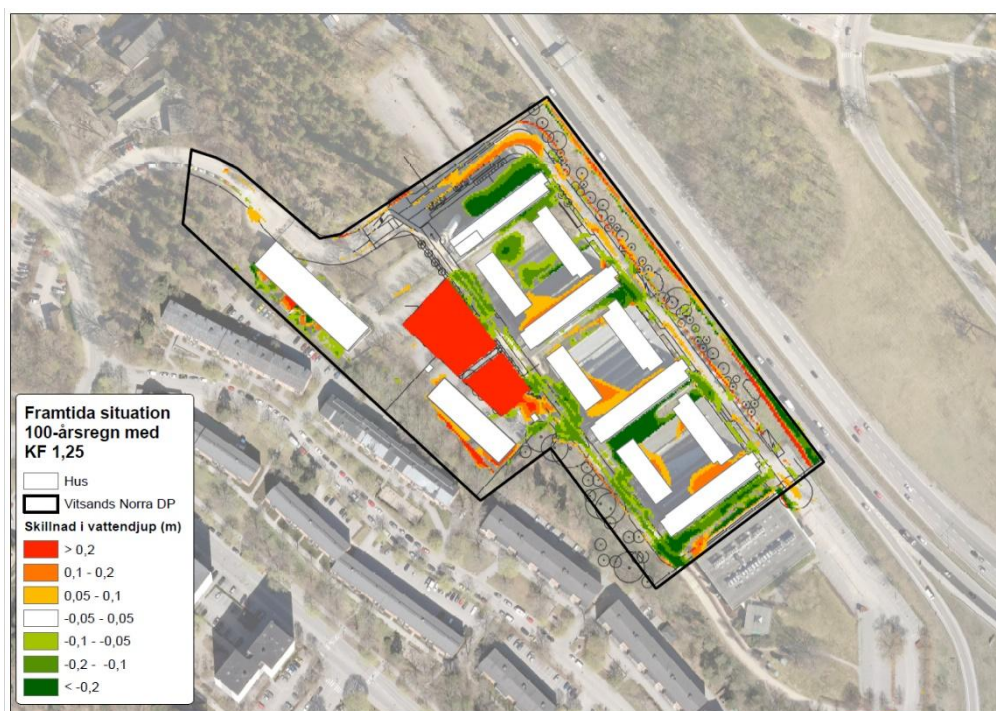 Framtida situation
100-årsregn med
KF 1,25
Hus
Vitsands Norra DP
Skillnad i vattendjup (m)
> 0,2
0,1 - 0,2
0,05 - 0,1
-0,05 - 0,05
-0,1 - -0,05
-0,2 - -0,1
< -0,2